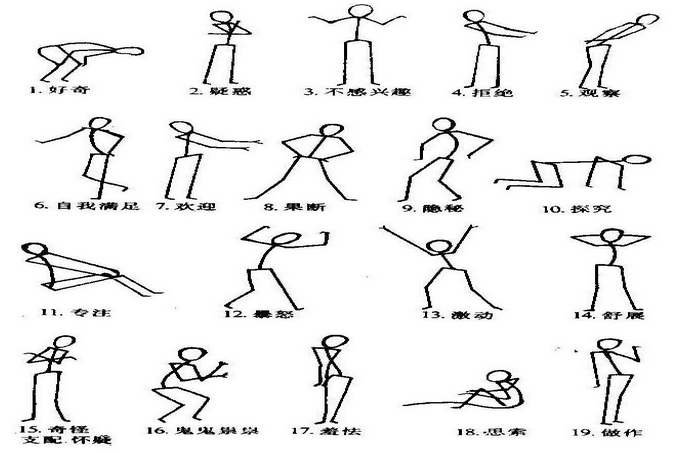 1. 好奇
2. 疑惑
3. 不感兴趣
4. 拒绝
5. 观察
6. 自我满足
7. 欢迎
8. 果断
9. 隐秘
10. 探究
11. 专注
12. 暴怒
13. 激动
14. 舒展
15. 奇怪
支配 怀疑
16. 鬼鬼祟祟
17. 羞怯
18. 思索
19. 做作